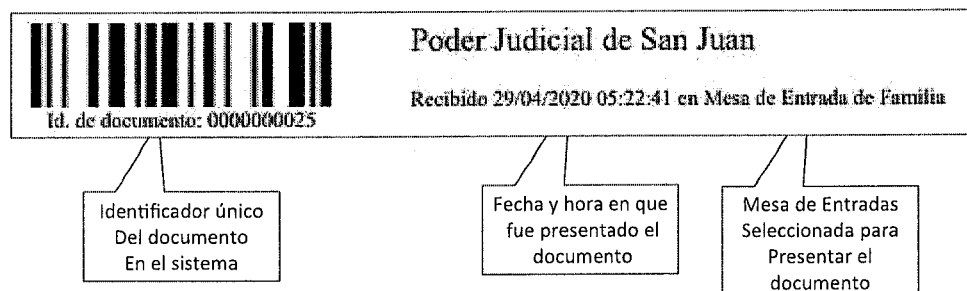 Poder Judicial de San Juan
Recibido 29/04/2020 05:22:41 en Mesa de Entrada de Familia
Id. de documento: 0000000025
Identificador único
Del documento
En el sistema
Fecha y hora en que
fue presentado el
documento
Mesa de Entradas
Seleccionada para
Presentar el
documento